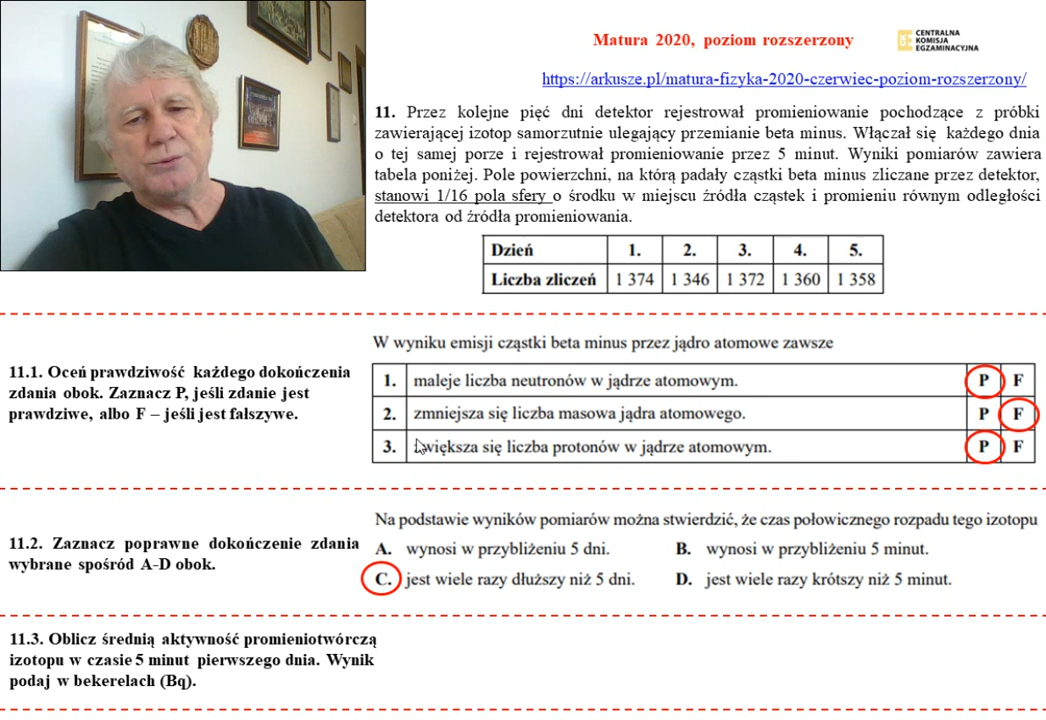 Matura 2020, poziom rozszerzony
CENTRALNA
KOMISJA
EGZAMINACYJNA
https://arkusze.pl/matura-fizyka-2020-czerwiec-poziom-rozszerzony/
11. Przez kolejne pięć dni detektor rejestrował promieniowanie pochodzące z próbki
zawierającej izotop samorzutnie ulegający przemianie beta minus. Włączał się każdego dnia
o tej samej porze i rejestrował promieniowanie przez 5 minut. Wyniki pomiarów zawiera
tabela poniżej. Pole powierzchni, na którą padały cząstki beta minus zliczane przez detektor,
stanowi 1/16 pola sfery o środku w miejscu źródła cząstek i promieniu równym odległości
detektora od źródła promieniowania.
Dzień 1. 2. 3. 4. 5.
Liczba zliczeń 1 374 1 346 1 372 1 360 1 358
W wyniku emisji cząstki beta minus przez jądro atomowe zawsze
11.1. Oceń prawdziwość każdego dokończenia
zdania obok. Zaznacz P, jeśli zdanie jest
prawdziwe, albo F – jeśli jest fałszywe.
1. maleje liczba neutronów w jądrze atomowym. P F
2. zmniejsza się liczba masowa jądra atomowego. P F
3. zwiększa się liczba protonów w jądrze atomowym. P F
Na podstawie wyników pomiarów można stwierdzić, że czas połowicznego rozpadu tego izotopu
11.2. Zaznacz poprawne dokończenie zdania
wybrane spośród A-D obok.
A. wynosi w przybliżeniu 5 dni. B. wynosi w przybliżeniu 5 minut.
C. jest wiele razy dłuższy niż 5 dni. D. jest wiele razy krótszy niż 5 minut.
11.3. Oblicz średnią aktywność promieniotwórczą
izotopu w czasie 5 minut pierwszego dnia. Wynik
podaj w bekerelach (Bq).